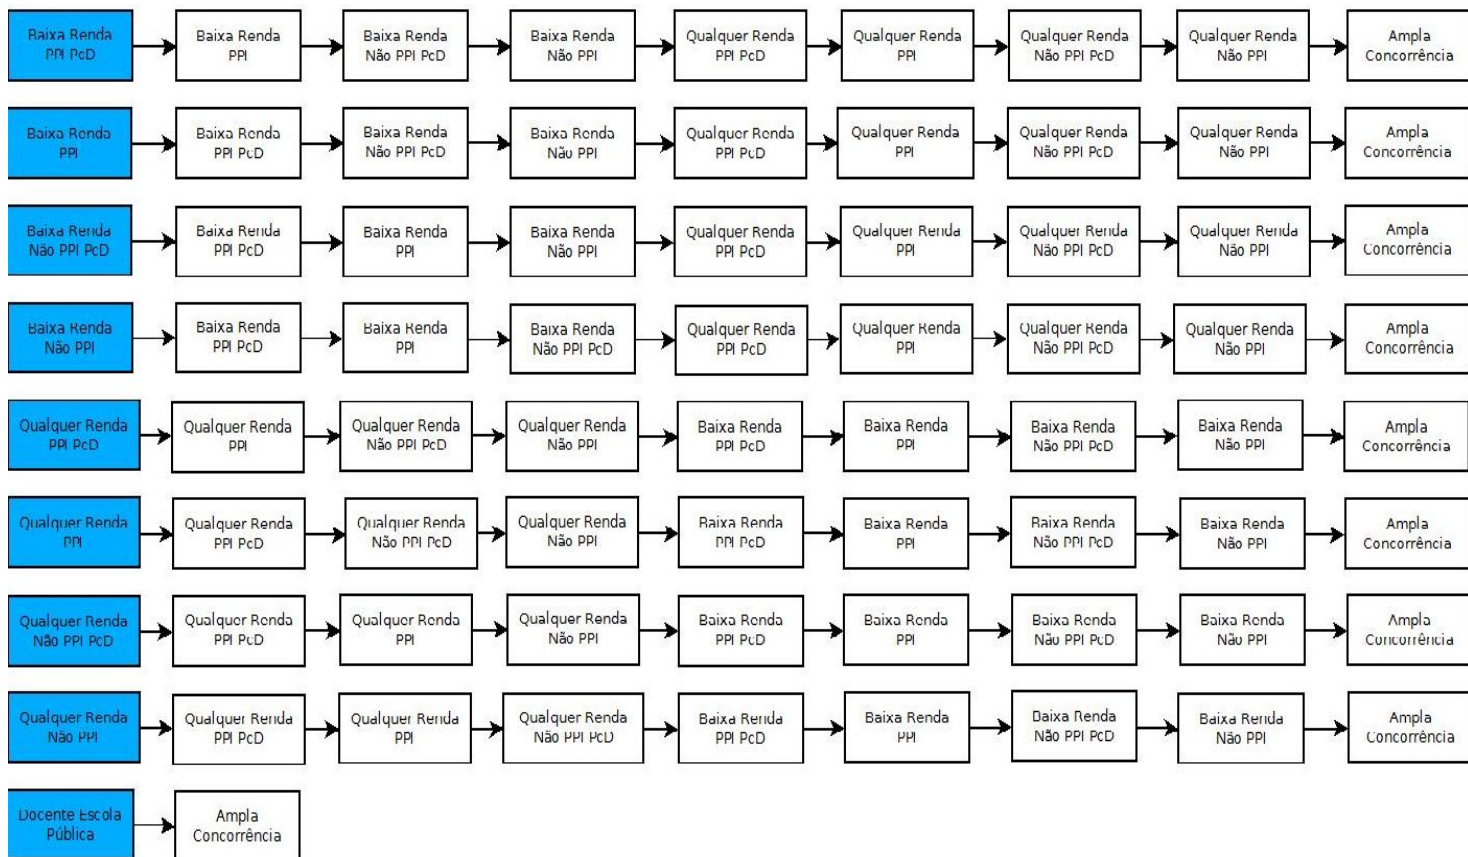 Baixa Renda
PPI PcD
Baixa Renda
PPI
Baixa Renda
Não PPI PcD
Baixa Renda
Não PPI
Qualquer Renda
PPI PcD
Qualquer Renda
PPI
Qualquer Renda
Não PPI PcD
Qualquer Renda
Não PPI
Ampla
Concorrência
Baixa Renda
PPI
Baixa Renda
PPI PcD
Baixa Renda
Não PPI PcD
Baixa Renda
Não PPI
Qualquer Renda
PPI PcD
Qualquer Renda
PPI
Qualquer Renda
Não PPI PcD
Qualquer Renda
Não PPI
Ampla
Concorrência
Baixa Renda
Não PPI PcD
Baixa Renda
PPI PcD
Baixa Renda
PPI
Baixa Renda
Não PPI
Qualquer Renda
PPI PcD
Qualquer Renda
PPI
Qualquer Renda
Não PPI PcD
Qualquer Renda
Não PPI
Ampla
Concorrência
Baixa Renda
Não PPI
Baixa Renda
PPI PcD
Baixa Renda
PPI
Baixa Renda
Não PPI PcD
Qualquer Renda
PPI PcD
Qualquer Renda
PPI
Qualquer Renda
Não PPI PcD
Qualquer Renda
Não PPI
Ampla
Concorrência
Qualquer Renda
PPI PcD
Qualquer Renda
PPI
Qualquer Renda
Não PPI PcD
Qualquer Renda
Não PPI
Baixa Renda
PPI PcD
Baixa Renda
PPI
Baixa Renda
Não PPI PcD
Baixa Renda
Não PPI
Ampla
Concorrência
Qualquer Renda
PPI
Qualquer Renda
PPI PcD
Qualquer Renda
Não PPI PcD
Qualquer Renda
Não PPI
Baixa Renda
PPI PcD
Baixa Renda
PPI
Baixa Renda
Não PPI PcD
Baixa Renda
Não PPI
Ampla
Concorrência
Qualquer Renda
Não PPI PcD
Qualquer Renda
PPI PcD
Qualquer Renda
PPI
Qualquer Renda
Não PPI
Baixa Renda
PPI PcD
Baixa Renda
PPI
Baixa Renda
Não PPI PcD
Baixa Renda
Não PPI
Ampla
Concorrência
Qualquer Renda
Não PPI
Qualquer Renda
PPI PcD
Qualquer Renda
PPI
Qualquer Renda
Não PPI PcD
Baixa Renda
PPI PcD
Baixa Renda
PPI
Baixa Renda
Não PPI PcD
Baixa Renda
Não PPI
Ampla
Concorrência
Docente Escola
Pública
Ampla
Concorrência